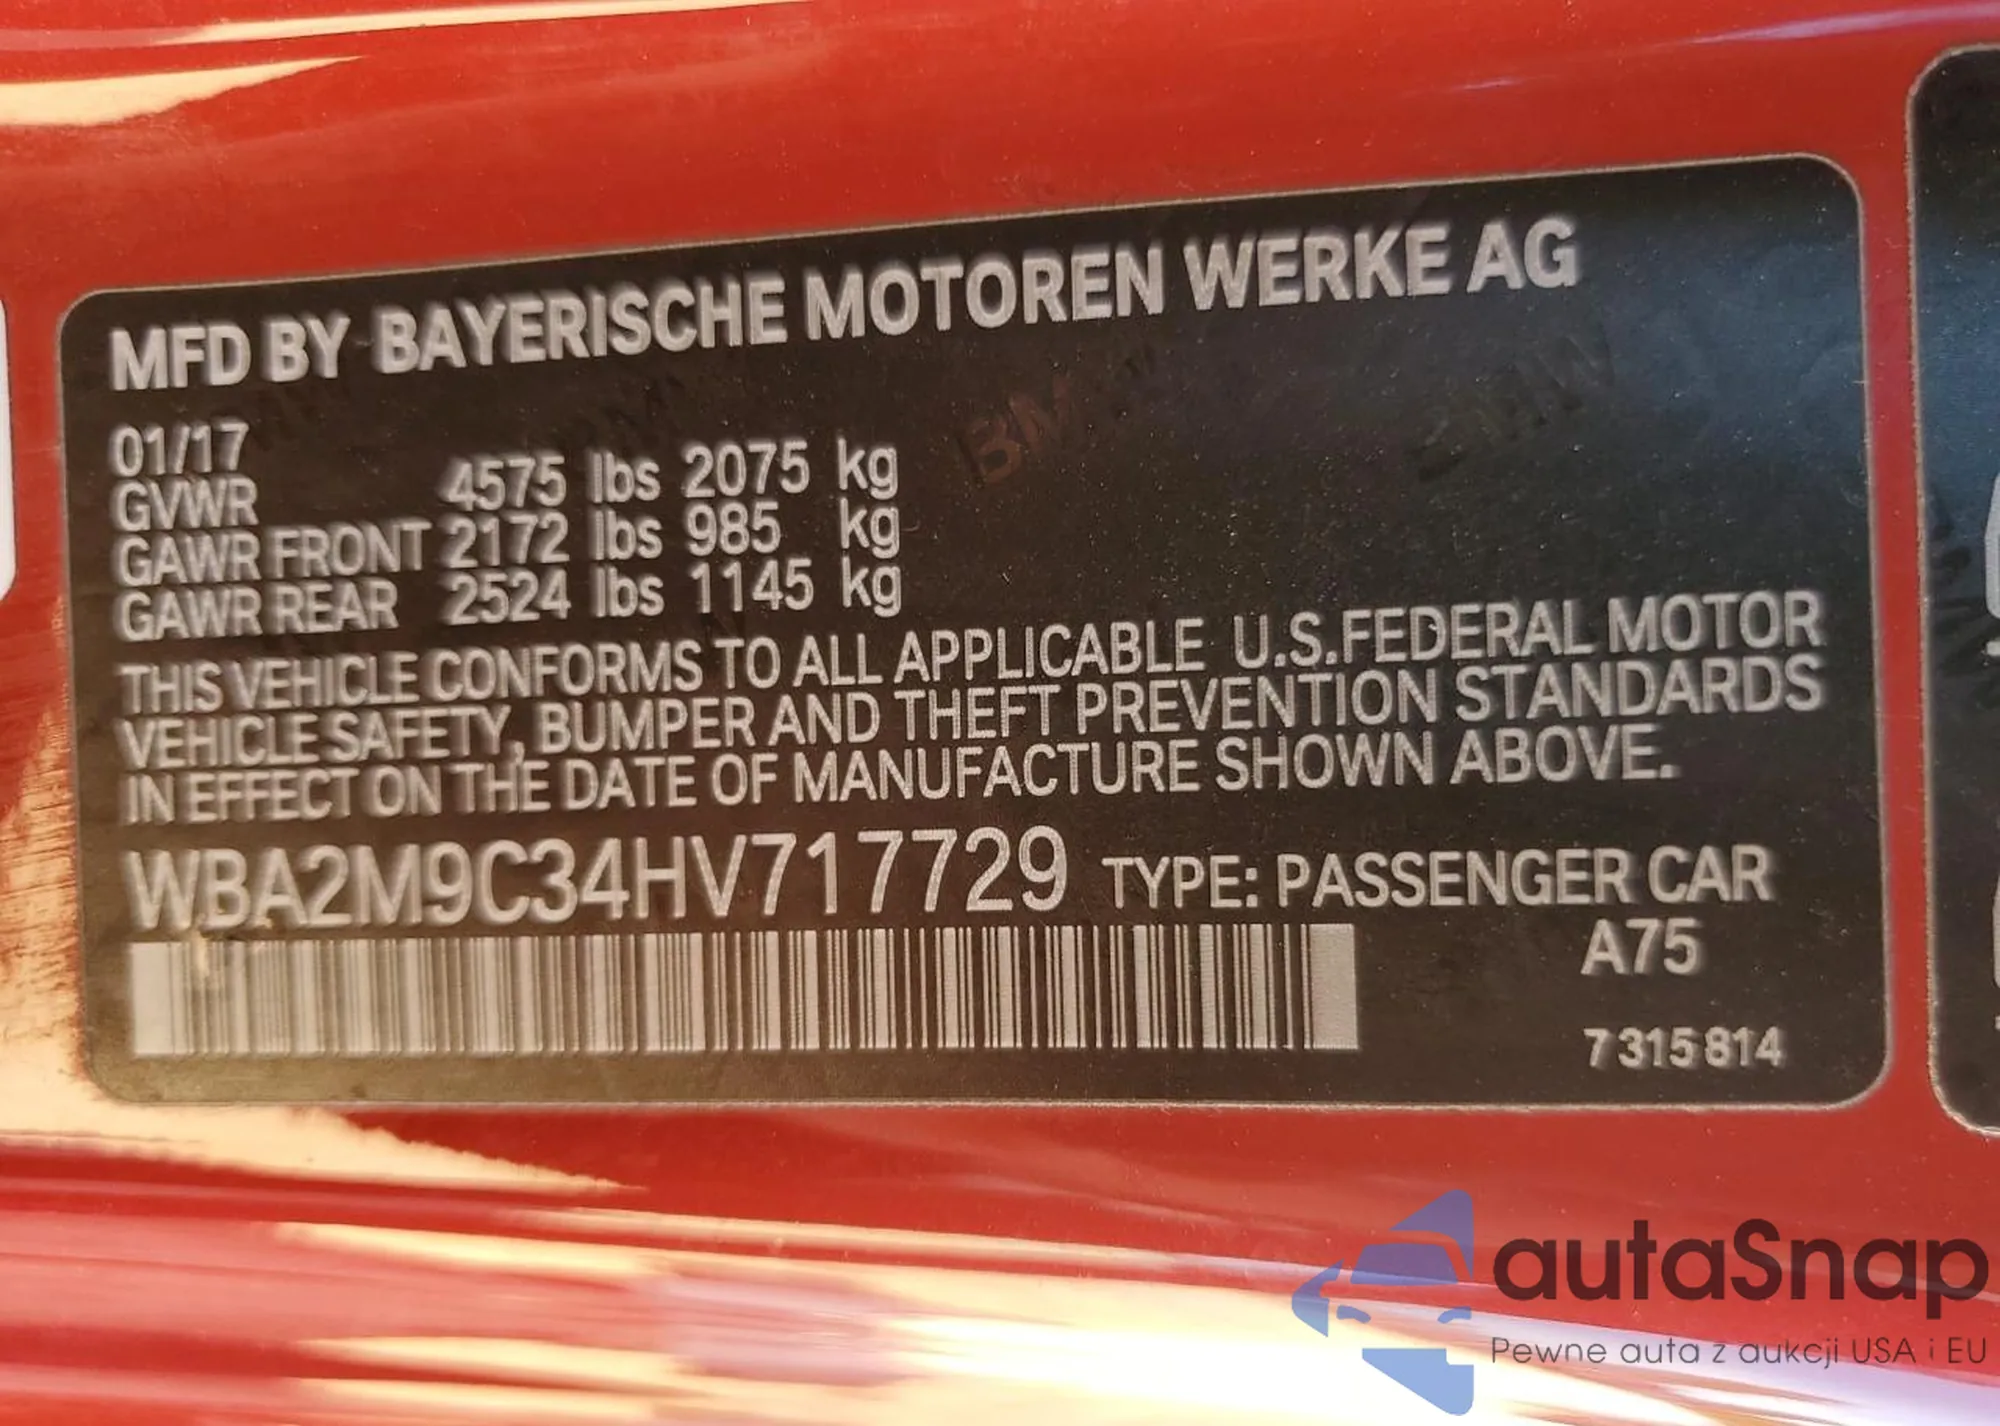 MFD BY BAYERISCHE MOTOREN WERKE AG
01/17
GVWR 4575 lbs 2075 kg
GAWR FRONT 2172 lbs 985 kg
GAWR REAR 2524 lbs 1145 kg
THIS VEHICLE CONFORMS TO ALL APPLICABLE U.S.FEDERAL MOTOR
VEHICLE SAFETY, BUMPER AND THEFT PREVENTION STANDARDS
IN EFFECT ON THE DATE OF MANUFACTURE SHOWN ABOVE.
WBA2M9C34HV717729 TYPE: PASSENGER CAR
A75
7 315 814
autaSnap
Pewne auta z aukcji USA i EU